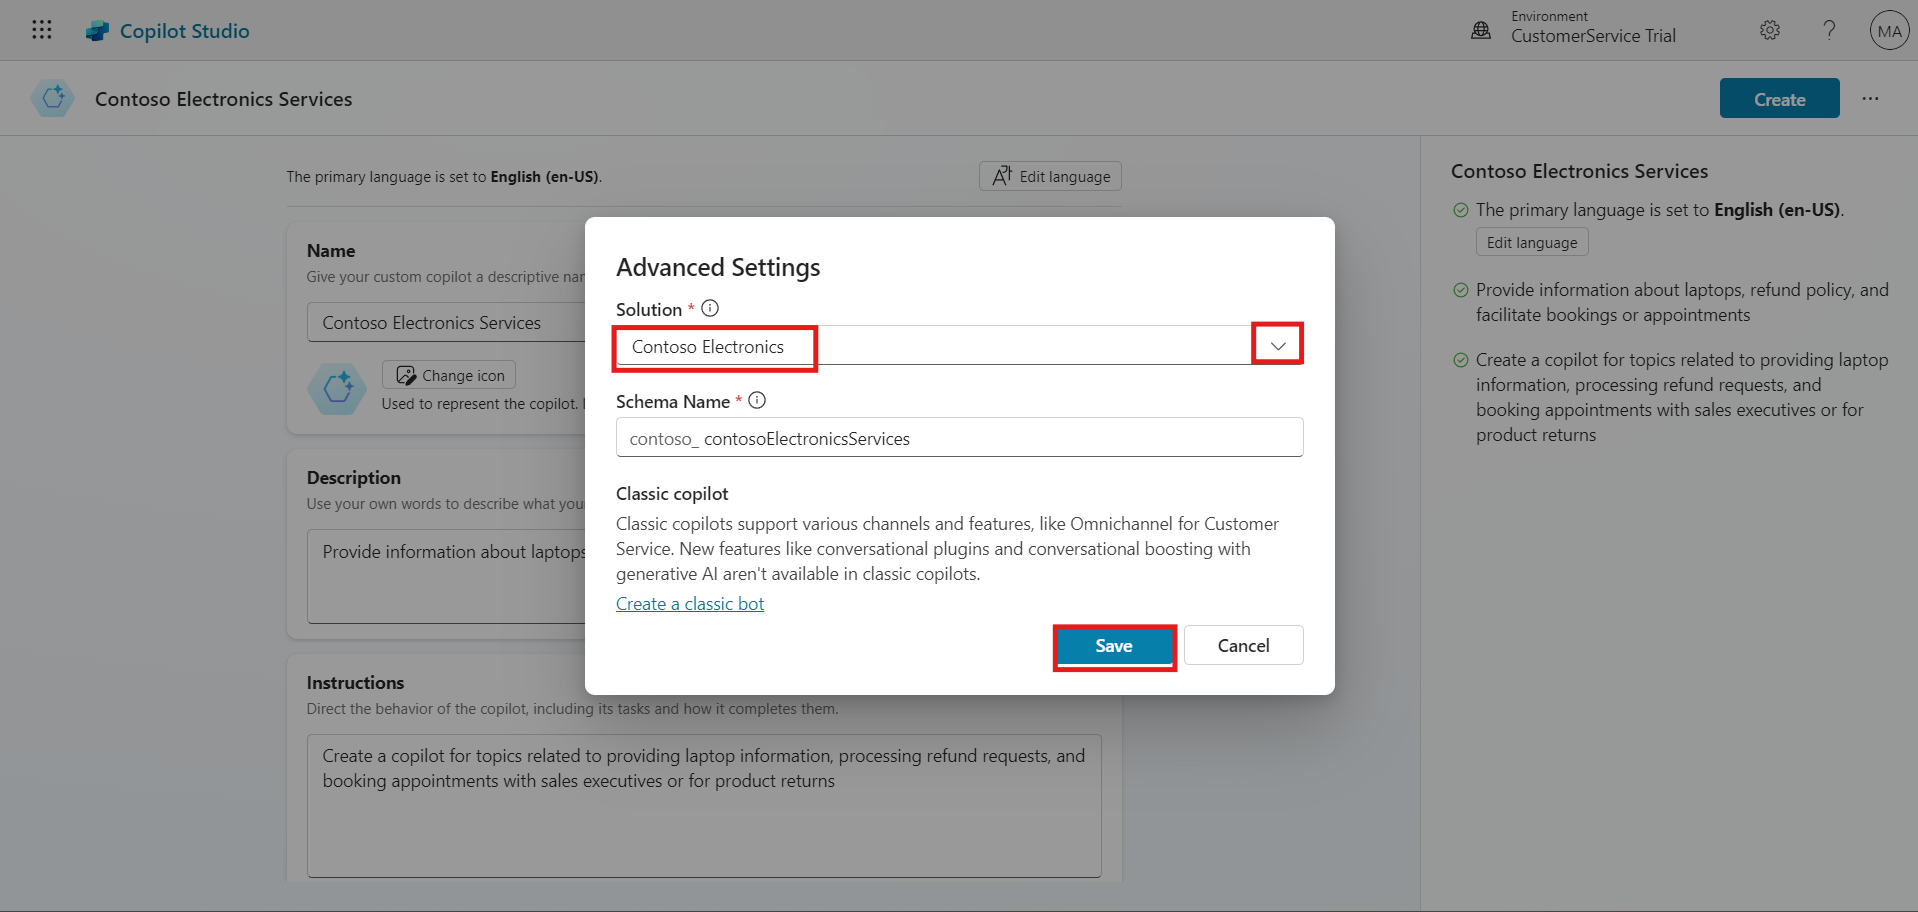 Copilot Studio
Environment
CustomerService Trial
?
MA
Contoso Electronics Services
Create
...
The primary language is set to English (en-US).
Edit language
Name
Give your custom copilot a descriptive
Contoso Electronics Services
Change icon
Used to represent the copilot.
Description
Use your own words to describe what
Provide information about laptops
Instructions
Direct the behavior of the copilot, including its tasks and how it completes them.
Create a copilot for topics related to providing laptop information, processing refund requests, and
booking appointments with sales executives or for product returns
Advanced Settings
Solution *
Contoso Electronics
Schema Name *
contoso_ contosoElectronicsServices
Classic copilot
Classic copilots support various channels and features, like Omnichannel for Customer
Service. New features like conversational plugins and conversational boosting with
generative AI aren't available in classic copilots.
Create a classic bot
Save
Cancel
Contoso Electronics Services
The primary language is set to English (en-US).
Edit language
Provide information about laptops, refund policy, and
facilitate bookings or appointments
Create a copilot for topics related to providing laptop
information, processing refund requests, and
booking appointments with sales executives or for
product returns